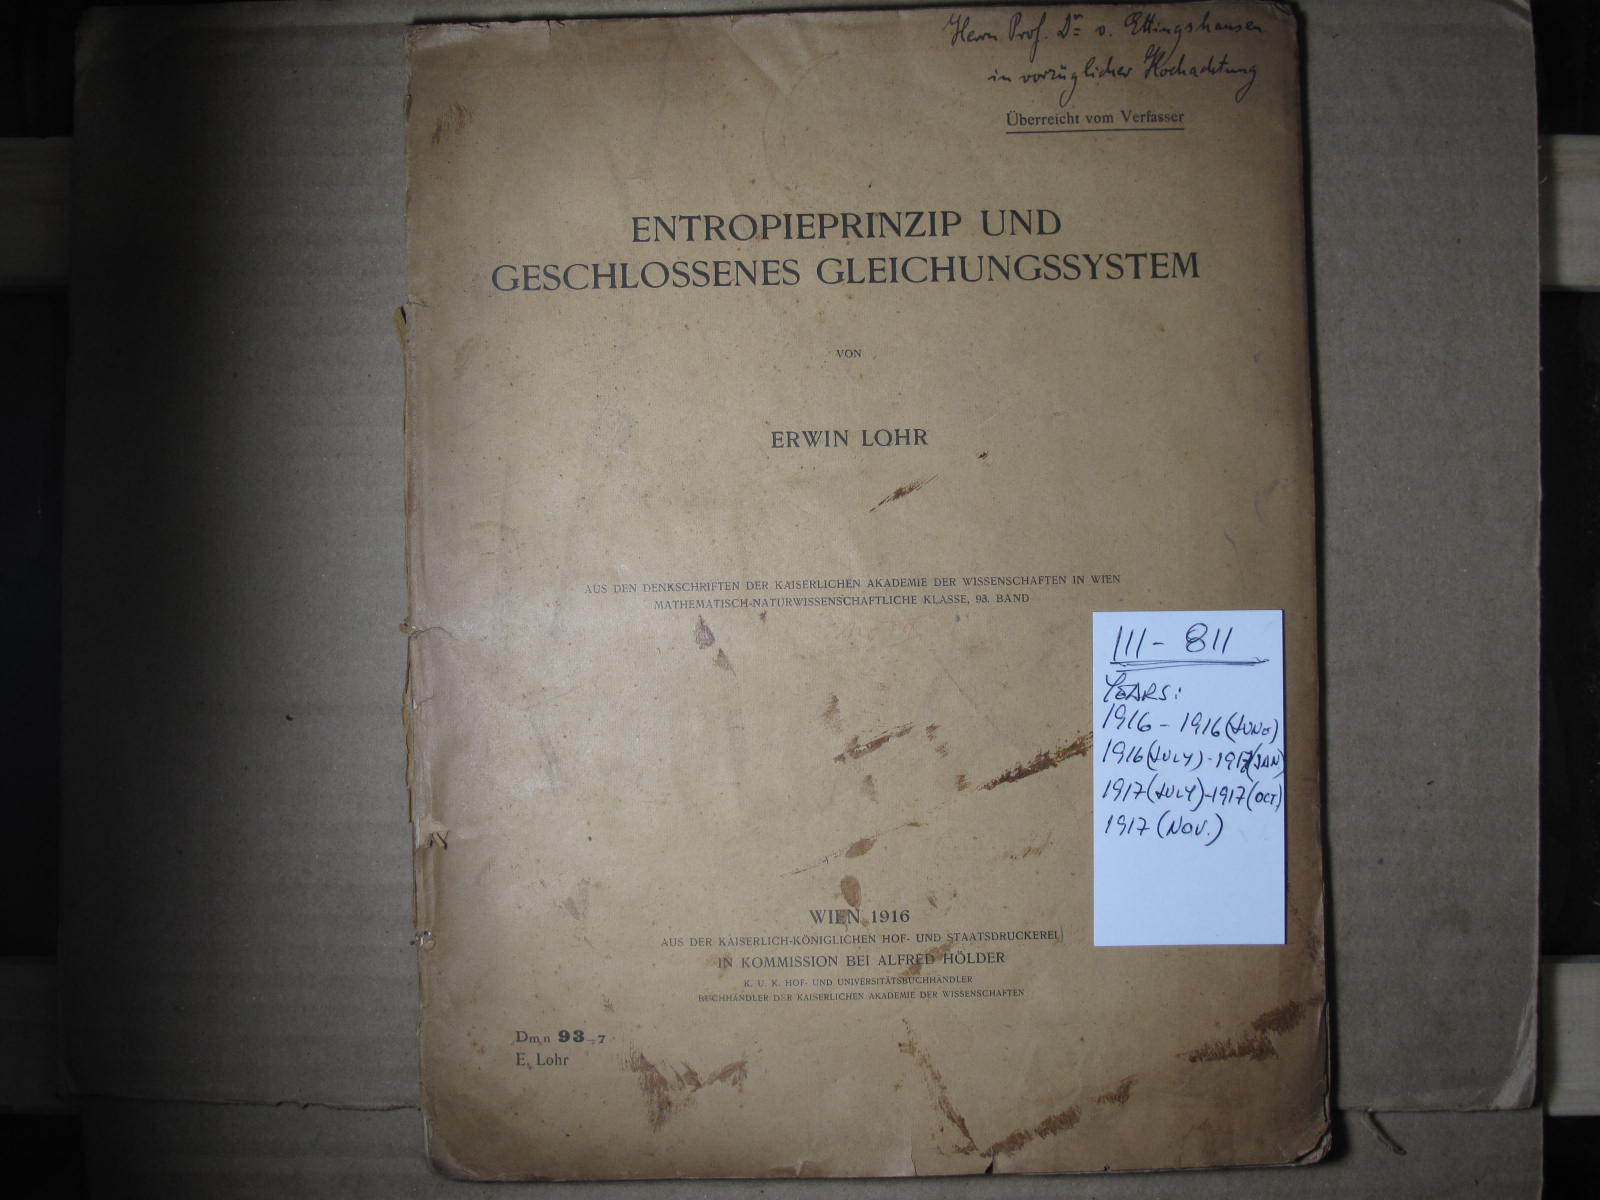 Herrn Prof. Dr. v. Ettingshausen
in vorzüglicher Hochachtung
Überreicht vom Verfasser
ENTROPIEPRINZIP UND
GESCHLOSSENES GLEICHUNGSSYSTEM
VON
ERWIN LOHR
AUS DEN DENKSCHRIFTEN DER KAISERLICHEN AKADEMIE DER WISSENSCHAFTEN IN WIEN
MATHEMATISCH-NATURWISSENSCHAFTLICHE KLASSE, 93. BAND
WIEN 1916
AUS DER KAISERLICH-KÖNIGLICHEN HOF- UND STAATSDRUCKEREI
IN KOMMISSION BEI ALFRED HÖLDER
K. U. K. HOF- UND UNIVERSITÄTSBUCHHÄNDLER
BUCHHÄNDLER DER KAISERLICHEN AKADEMIE DER WISSENSCHAFTEN
Dm n 93, 7
E. Lohr
III - 811
YEARS:
1916 - 1916 (JUNE)
1916 (JULY) - 1917 (JAN)
1917 (JULY) - 1917 (OCT)
1917 (NOV.)